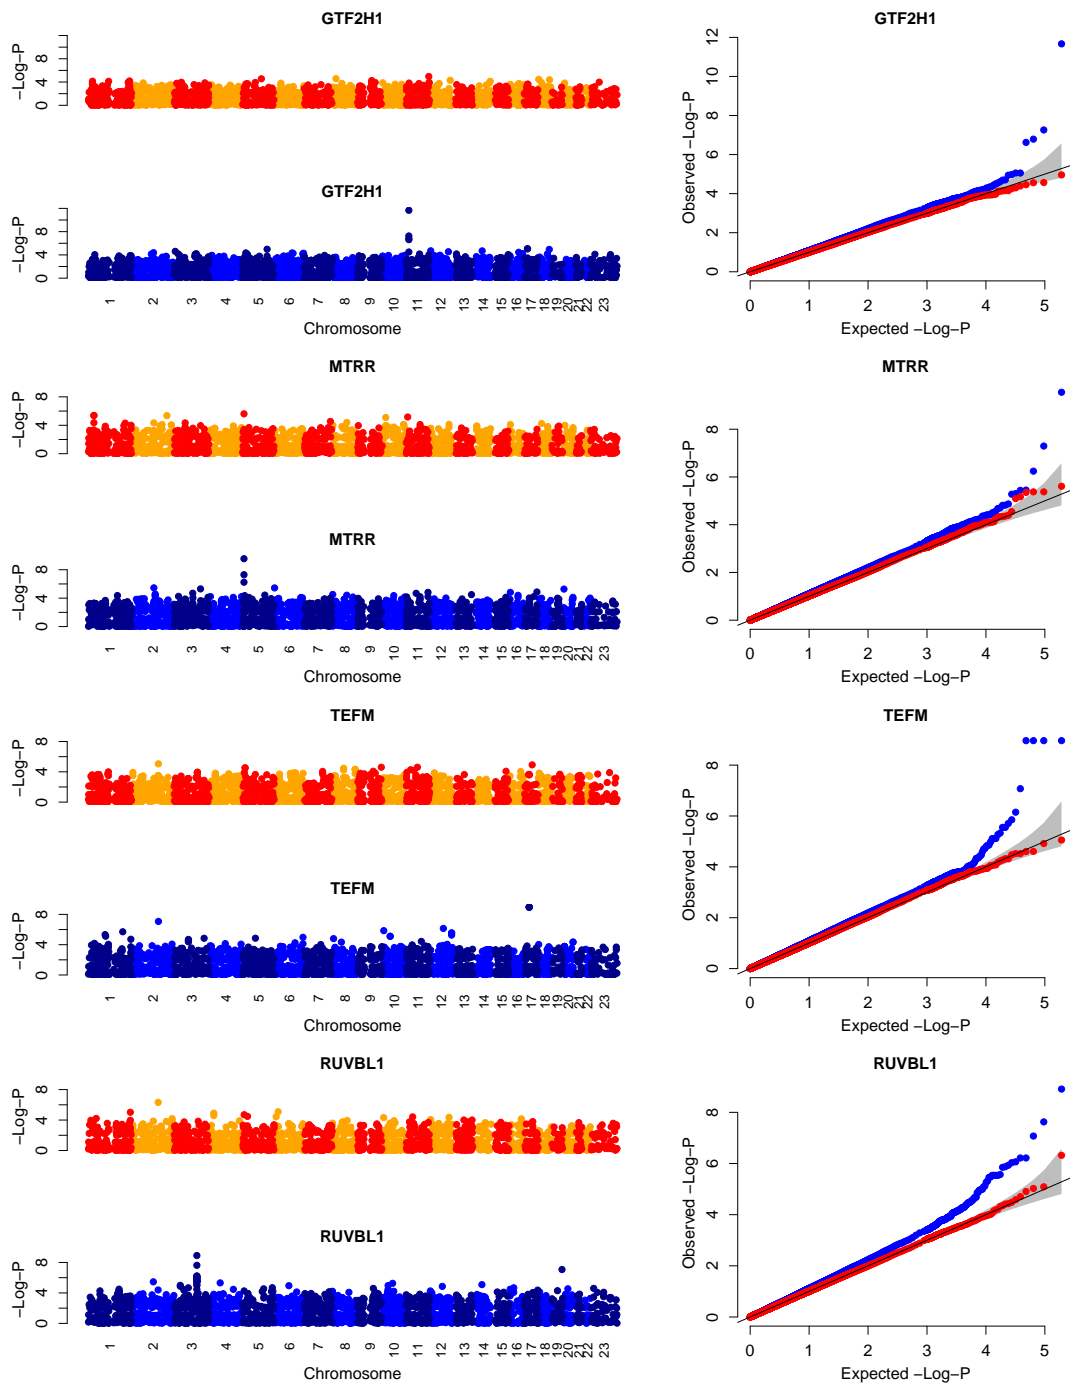 GTF2H1
−Log−P
0 4 8
GTF2H1
−Log−P
0 4 8
1 2 3 4 5 6 7 8 9 10 11 12 13 14 15 16 17 18 19 20 21 22 23
Chromosome
GTF2H1
Observed −Log−P
0 2 4 6 8 10 12
0 1 2 3 4 5
Expected −Log−P
MTRR
−Log−P
0 4 8
MTRR
−Log−P
0 4 8
1 2 3 4 5 6 7 8 9 10 11 12 13 14 15 16 17 18 19 20 21 22 23
Chromosome
MTRR
Observed −Log−P
0 2 4 6 8
0 1 2 3 4 5
Expected −Log−P
TEFM
−Log−P
0 4 8
TEFM
−Log−P
0 4 8
1 2 3 4 5 6 7 8 9 10 11 12 13 14 15 16 17 18 19 20 21 22 23
Chromosome
TEFM
Observed −Log−P
0 2 4 6 8
0 1 2 3 4 5
Expected −Log−P
RUVBL1
−Log−P
0 4 8
RUVBL1
−Log−P
0 4 8
1 2 3 4 5 6 7 8 9 10 11 12 13 14 15 16 17 18 19 20 21 22 23
Chromosome
RUVBL1
Observed −Log−P
0 2 4 6 8
0 1 2 3 4 5
Expected −Log−P